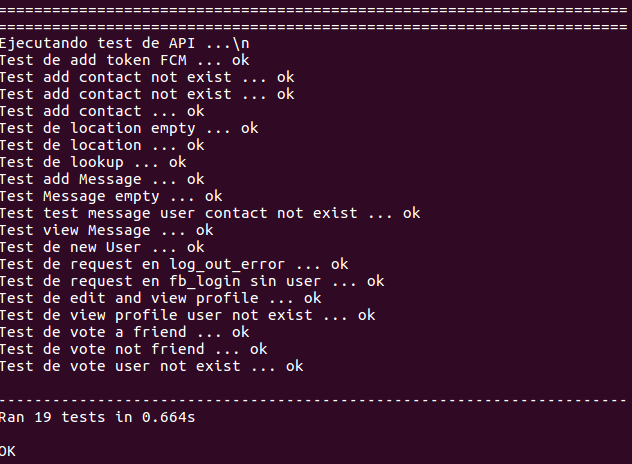 ======================================================================
======================================================================
Ejecutando test de API ...\n
Test de add token FCM ... ok
Test add contact not exist ... ok
Test add contact not exist ... ok
Test add contact ... ok
Test de location empty ... ok
Test de location ... ok
Test de lookup ... ok
Test add Message ... ok
Test Message empty ... ok
Test test message user contact not exist ... ok
Test view Message ... ok
Test de new User ... ok
Test de request en log_out_error ... ok
Test de request en fb_login sin user ... ok
Test de edit and view profile ... ok
Test de view profile user not exist ... ok
Test de vote a friend ... ok
Test de vote not friend ... ok
Test de vote user not exist ... ok
----------------------------------------------------------------------
Ran 19 tests in 0.664s
OK